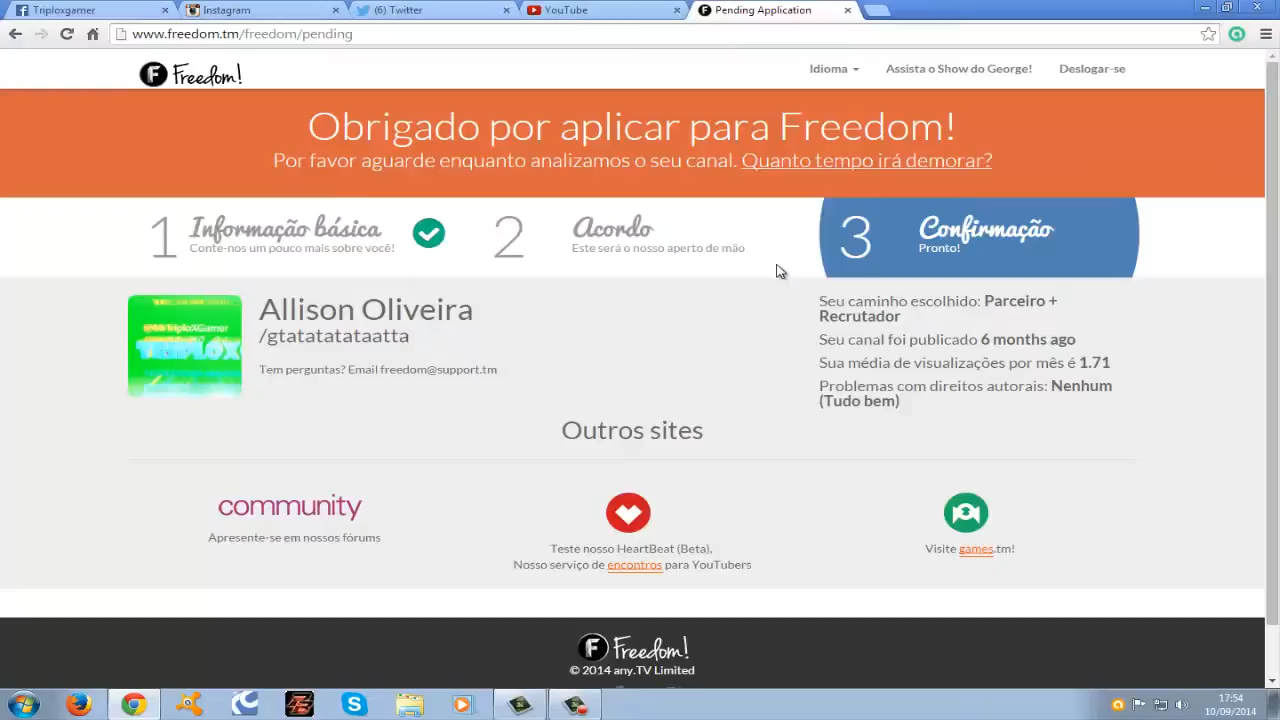 Triploxgamer
Instagram
(6) Twitter
YouTube
Pending Application
www.freedom.tm/freedom/pending
Freedom!
Idioma
Assista o Show do George!
Deslogar-se
Obrigado por aplicar para Freedom!
Por favor aguarde enquanto analizamos o seu canal. Quanto tempo irá demorar?
1 Informação básica
Conte-nos um pouco mais sobre você!
2 Acordo
Este será o nosso aperto de mão
3 Confirmação
Pronto!
Allison Oliveira
/gtatatatataatta
Tem perguntas? Email freedom@support.tm
TRIPLOX
Seu caminho escolhido: Parceiro +
Recrutador
Seu canal foi publicado 6 months ago
Sua média de visualizações por mês é 1.71
Problemas com direitos autorais: Nenhum
(Tudo bem)
Outros sites
community
Apresente-se em nossos fórums
Teste nosso HeartBeat (Beta),
Nosso serviço de encontros para YouTubers
Visite games.tm!
Freedom!
© 2014 any.TV Limited
17:54
10/09/2014